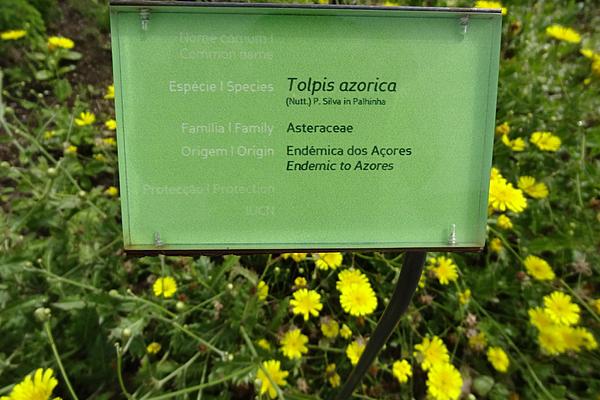 Nome comum | 
Common name
Espécie | Species Tolpis azorica
(Nutt.) P. Silva in Palhinha
Família | Family Asteraceae
Origem | Origin Endémica dos Açores
Endemic to Azores
Protecção | Protection
IUCN